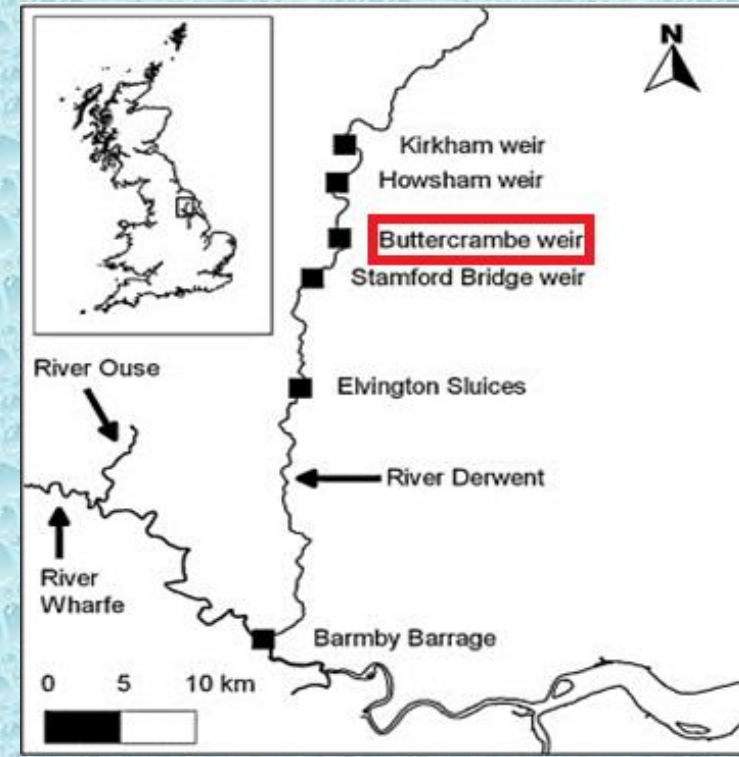 N
Kirkham weir
Howsham weir
Buttercrambe weir
Stamford Bridge weir
River Ouse
Elvington Sluices
River Derwent
River
Wharfe
Barmby Barrage
0 5 10 km